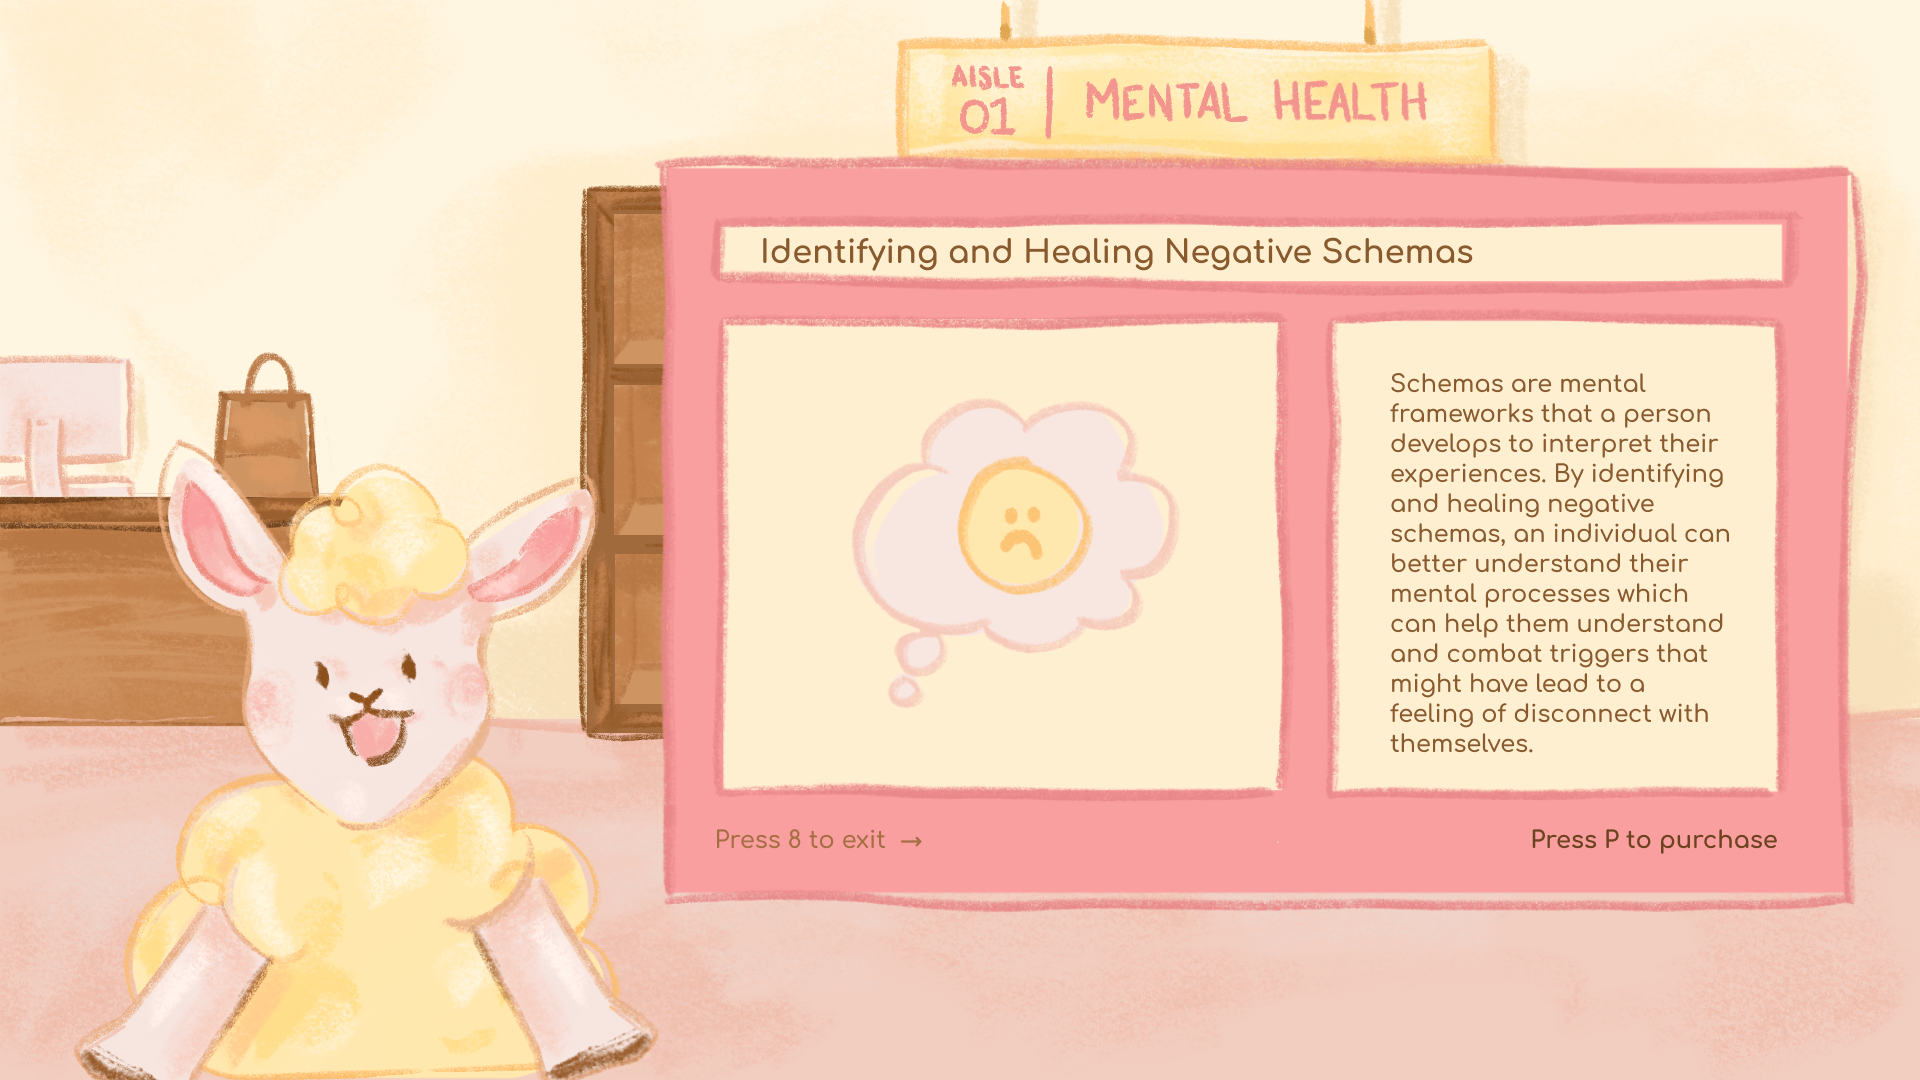 AISLE
01
MENTAL HEALTH
Identifying and Healing Negative Schemas
Schemas are mental
frameworks that a person
develops to interpret their
experiences. By identifying
and healing negative
schemas, an individual can
better understand their
mental processes which
can help them understand
and combat triggers that
might have lead to a
feeling of disconnect with
themselves.
Press 8 to exit →
Press P to purchase